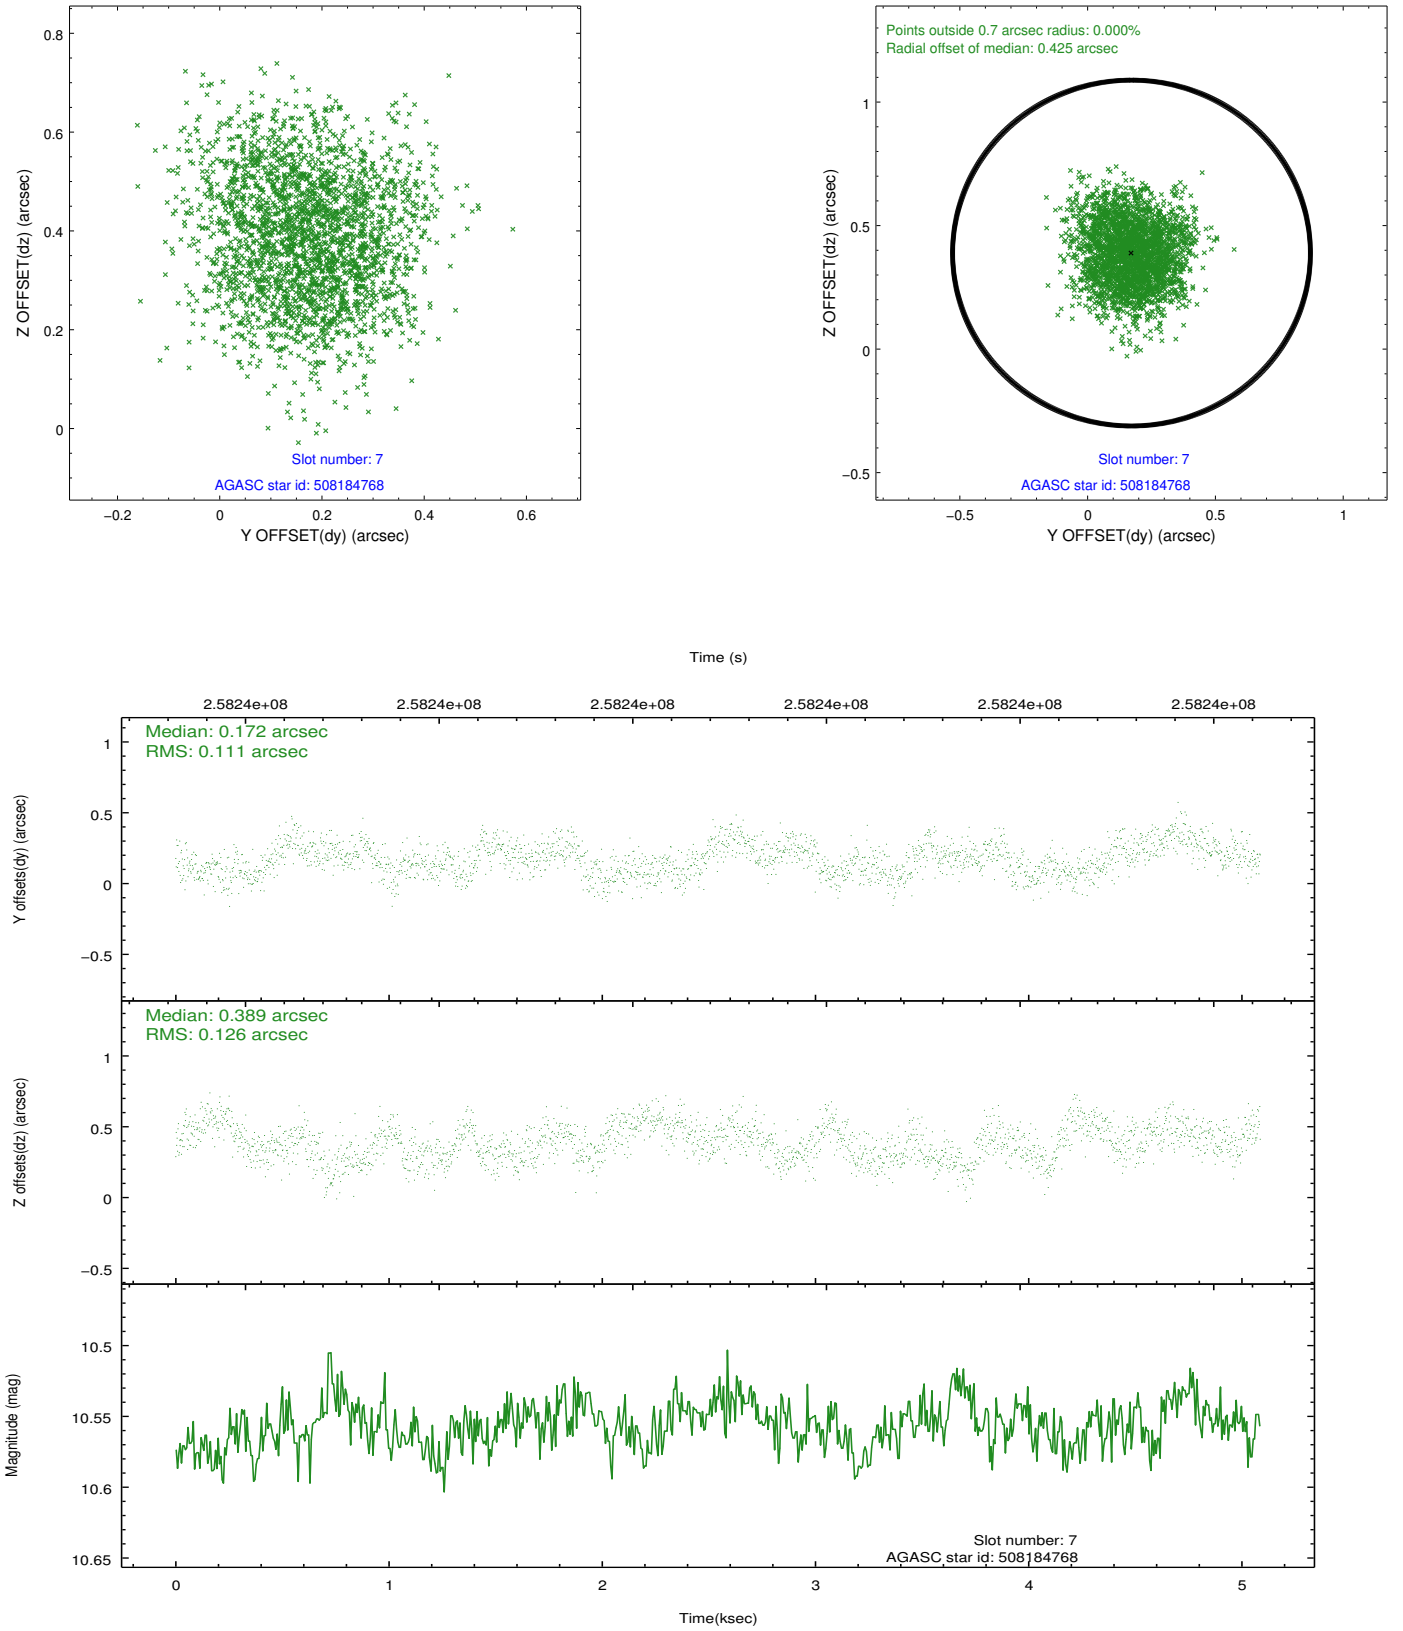 0.8
0.6
0.4
0.2
0
Z OFFSET(dz) (arcsec)
Slot number: 7
AGASC star id: 508184768
−0.2 0 0.2 0.4 0.6
Y OFFSET(dy) (arcsec)
Points outside 0.7 arcsec radius: 0.000%
Radial offset of median: 0.425 arcsec
1
0.5
0
−0.5
Z OFFSET(dz) (arcsec)
Slot number: 7
AGASC star id: 508184768
−0.5 0 0.5 1
Y OFFSET(dy) (arcsec)
Time (s)
2.5824e+08 2.5824e+08 2.5824e+08 2.5824e+08 2.5824e+08 2.5824e+08
Median: 0.172 arcsec
RMS: 0.111 arcsec
1
0.5
0
−0.5
Y offsets(dy) (arcsec)
Median: 0.389 arcsec
RMS: 0.126 arcsec
1
0.5
0
−0.5
Z offsets(dz) (arcsec)
10.5
10.55
10.6
10.65
Magnitude (mag)
Slot number: 7
AGASC star id: 508184768
0 1 2 3 4 5
Time(ksec)